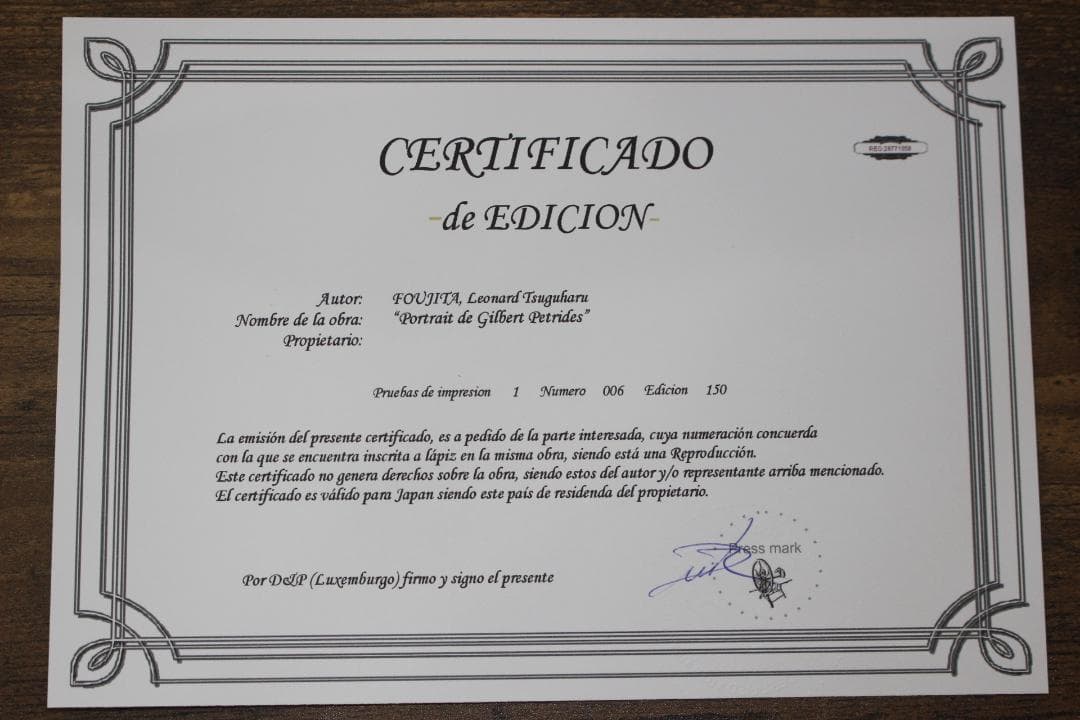 CERTIFICADO
REG:28771958
-de EDICION-
Autor: FOUJITA, Leonard Tsuguharu
Nombre de la obra: “Portrait de Gilbert Petrides”
Propietario:
Pruebas de impresion 1 Numero 006 Edicion 150
La emisión del presente certificado, es a pedido de la parte interesada, cuya numeración concuerda
con la que se encuentra inscrita a lápiz en la misma obra, siendo está una Reproducción.
Este certificado no genera derechos sobre la obra, siendo estos del autor y/o representante arriba mencionado.
El certificado es válido para Japan siendo este país de residenda del propietario.
Press mark
Por D&P (Luxemburgo) firmo y signo el presente